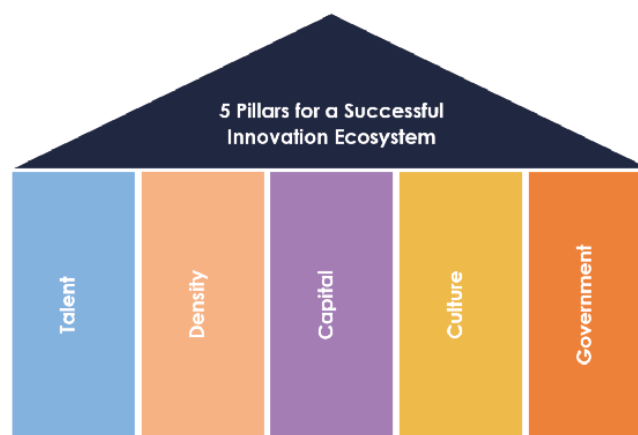 5 Pillars for a Successful
Innovation Ecosystem
Talent
Density
Capital
Culture
Government